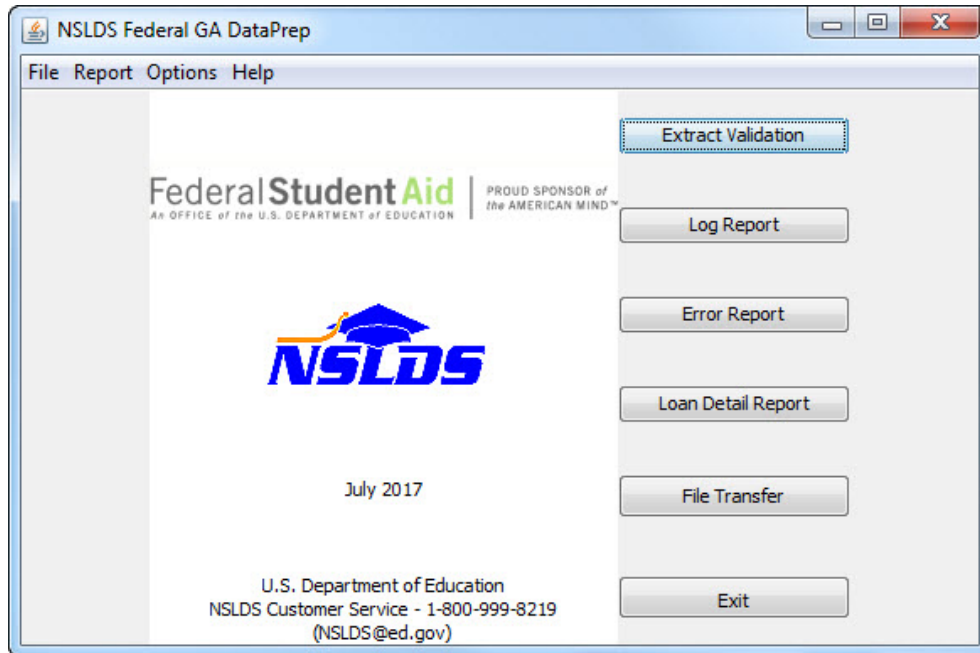 NSLDS Federal GA DataPrep
File Report Options Help
Federal Student Aid
An OFFICE of the U.S. DEPARTMENT of EDUCATION
PROUD SPONSOR of
the AMERICAN MIND™
NSLDS
July 2017
U.S. Department of Education
NSLDS Customer Service - 1-800-999-8219
(NSLDS@ed.gov)
Extract Validation
Log Report
Error Report
Loan Detail Report
File Transfer
Exit